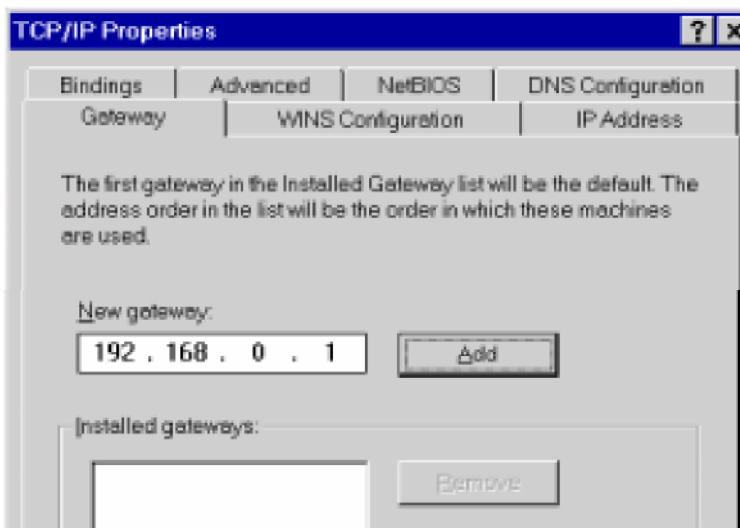 TCP/IP Properties
? x
Bindings Advanced NetBIOS DNS Configuration
Gateway WINS Configuration IP Address
The first gateway in the Installed Gateway list will be the default. The
address order in the list will be the order in which these machines
are used.
New gateway:
192 . 168 . 0 . 1 Add
Installed gateways:
Remove